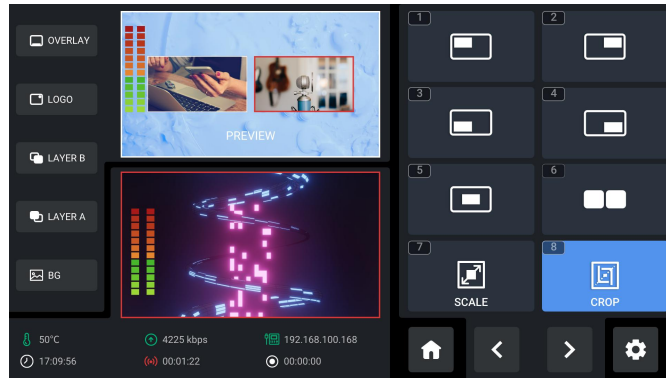 OVERLAY
LOGO
LAYER B
LAYER A
BG
PREVIEW
50°C
4225 kbps
192.168.100.168
17:09:56
00:01:22
00:00:00
1
2
3
4
5
6
7
SCALE
8
CROP